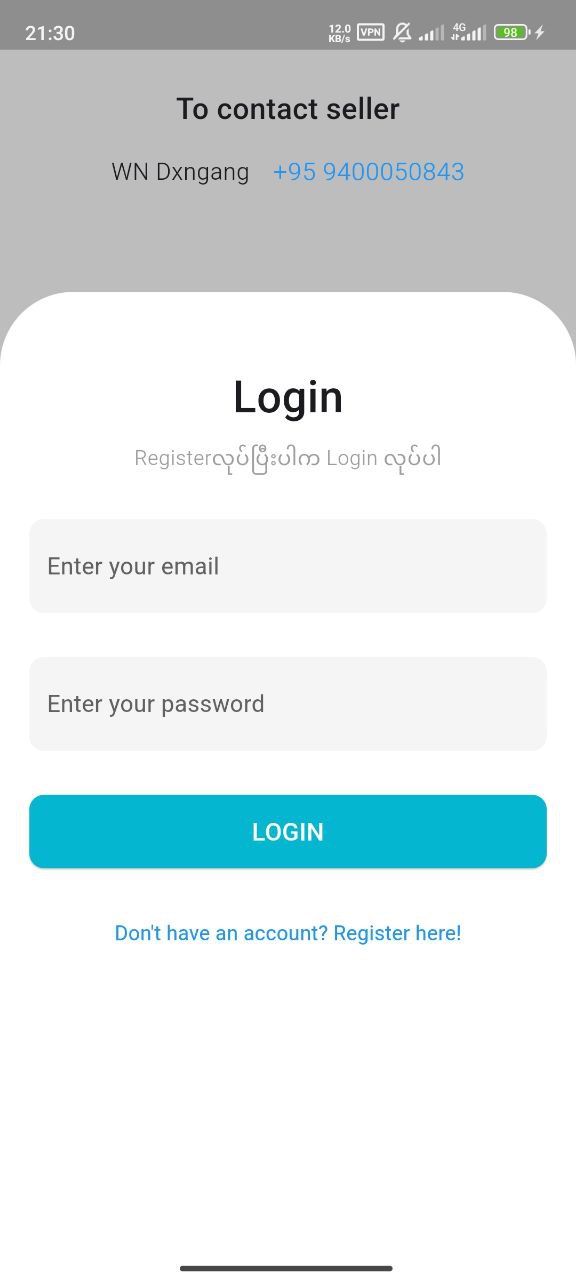 21:30 12.0 KB/s VPN 4G 98
To contact seller
WN Dxngang +95 9400050843
Login
Registerလုပ်ပြီးပါက Login လုပ်ပါ
Enter your email
Enter your password
LOGIN
Don't have an account? Register here!